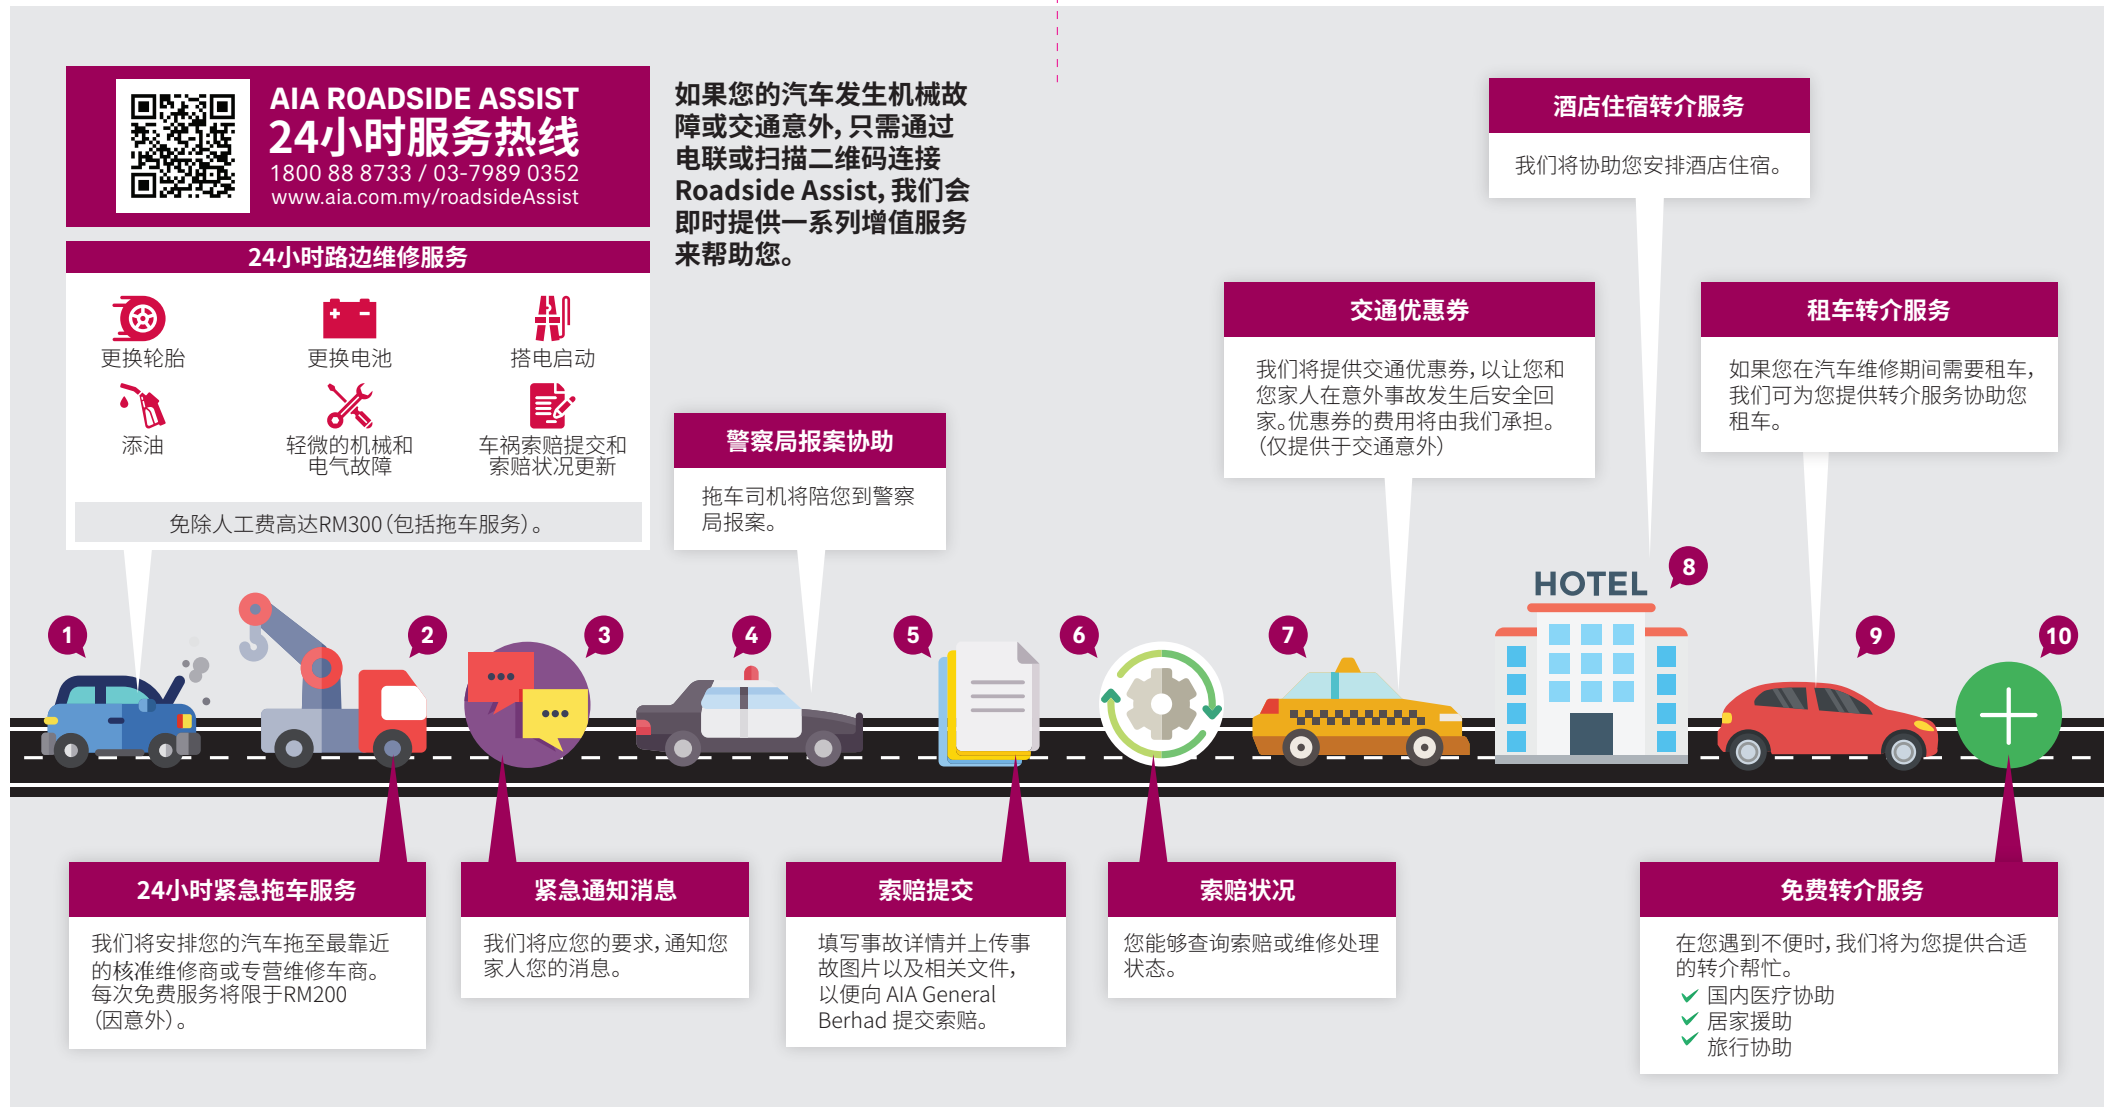 AIA ROADSIDE ASSIST
24小时服务热线
1800 88 8733 / 03-7989 0352
www.aia.com.my/roadsideAssist
如果您的汽车发生机械故
障或交通意外，只需通过
电联或扫描二维码连接
Roadside Assist，我们会
即时提供一系列增值服务
来帮助您。
24小时路边维修服务
更换轮胎
更换电池
搭电启动
添油
轻微的机械和
电气故障
车祸索赔提交和
索赔状况更新
免除人工费高达RM300（包括拖车服务）。
警察局报案协助
拖车司机将陪您到警察
局报案。
交通优惠券
我们将提供交通优惠券，以让您和
您家人在意外事故发生后安全回
家。优惠券的费用将由我们承担。
（仅提供于交通意外）
酒店住宿转介服务
我们将协助您安排酒店住宿。
租车转介服务
如果您在汽车维修期间需要租车，
我们可为您提供转介服务协助您
租车。
1
2
3
4
5
6
7
HOTEL
8
9
10
24小时紧急拖车服务
我们将安排您的汽车拖至最靠近
的核准维修商或专营维修车商。
每次免费服务将限于RM200
（因意外）。
紧急通知消息
我们将应您的要求，通知您
家人您的消息。
索赔提交
填写事故详情并上传事
故图片以及相关文件，
以便向 AIA General
Berhad 提交索赔。
索赔状况
您能够查询索赔或维修处理
状态。
免费转介服务
在您遇到不便时，我们将为您提供合适
的转介帮忙。
国内医疗协助
居家援助
旅行协助